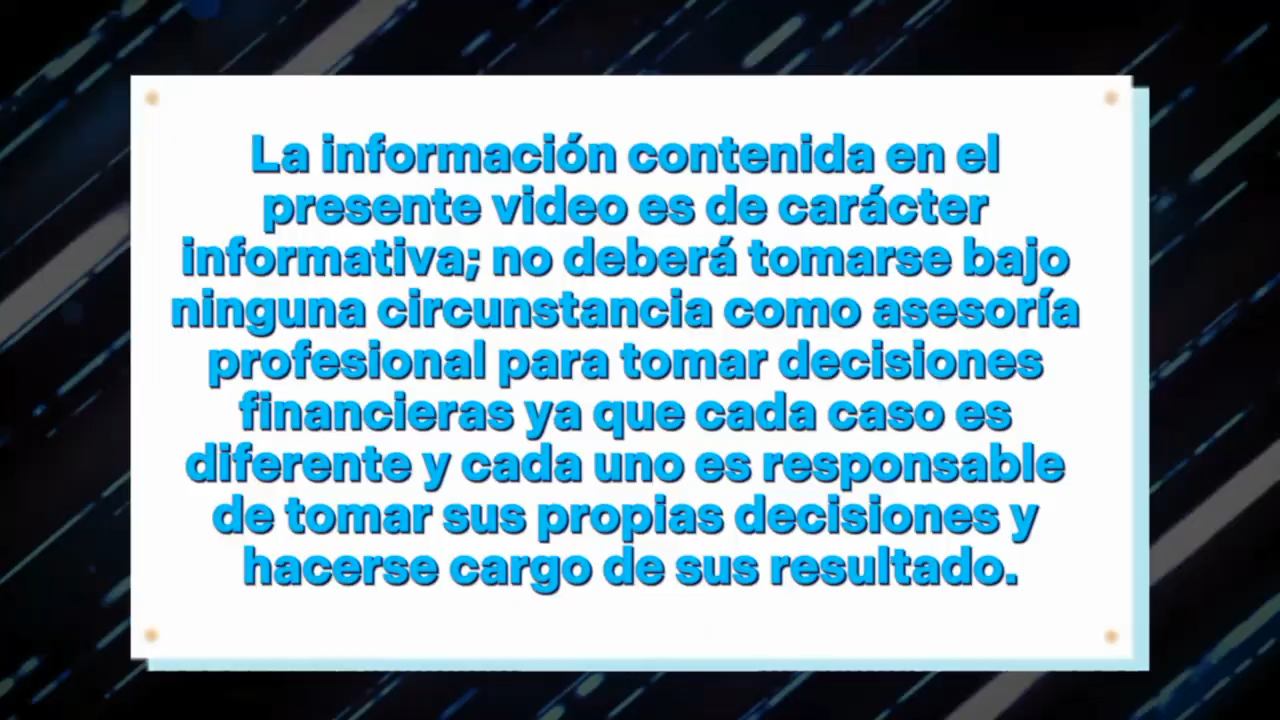 La información contenida en el
presente video es de carácter
informativa; no deberá tomarse bajo
ninguna circunstancia como asesoría
profesional para tomar decisiones
financieras ya que cada caso es
diferente y cada uno es responsable
de tomar sus propias decisiones y
hacerse cargo de sus resultado.